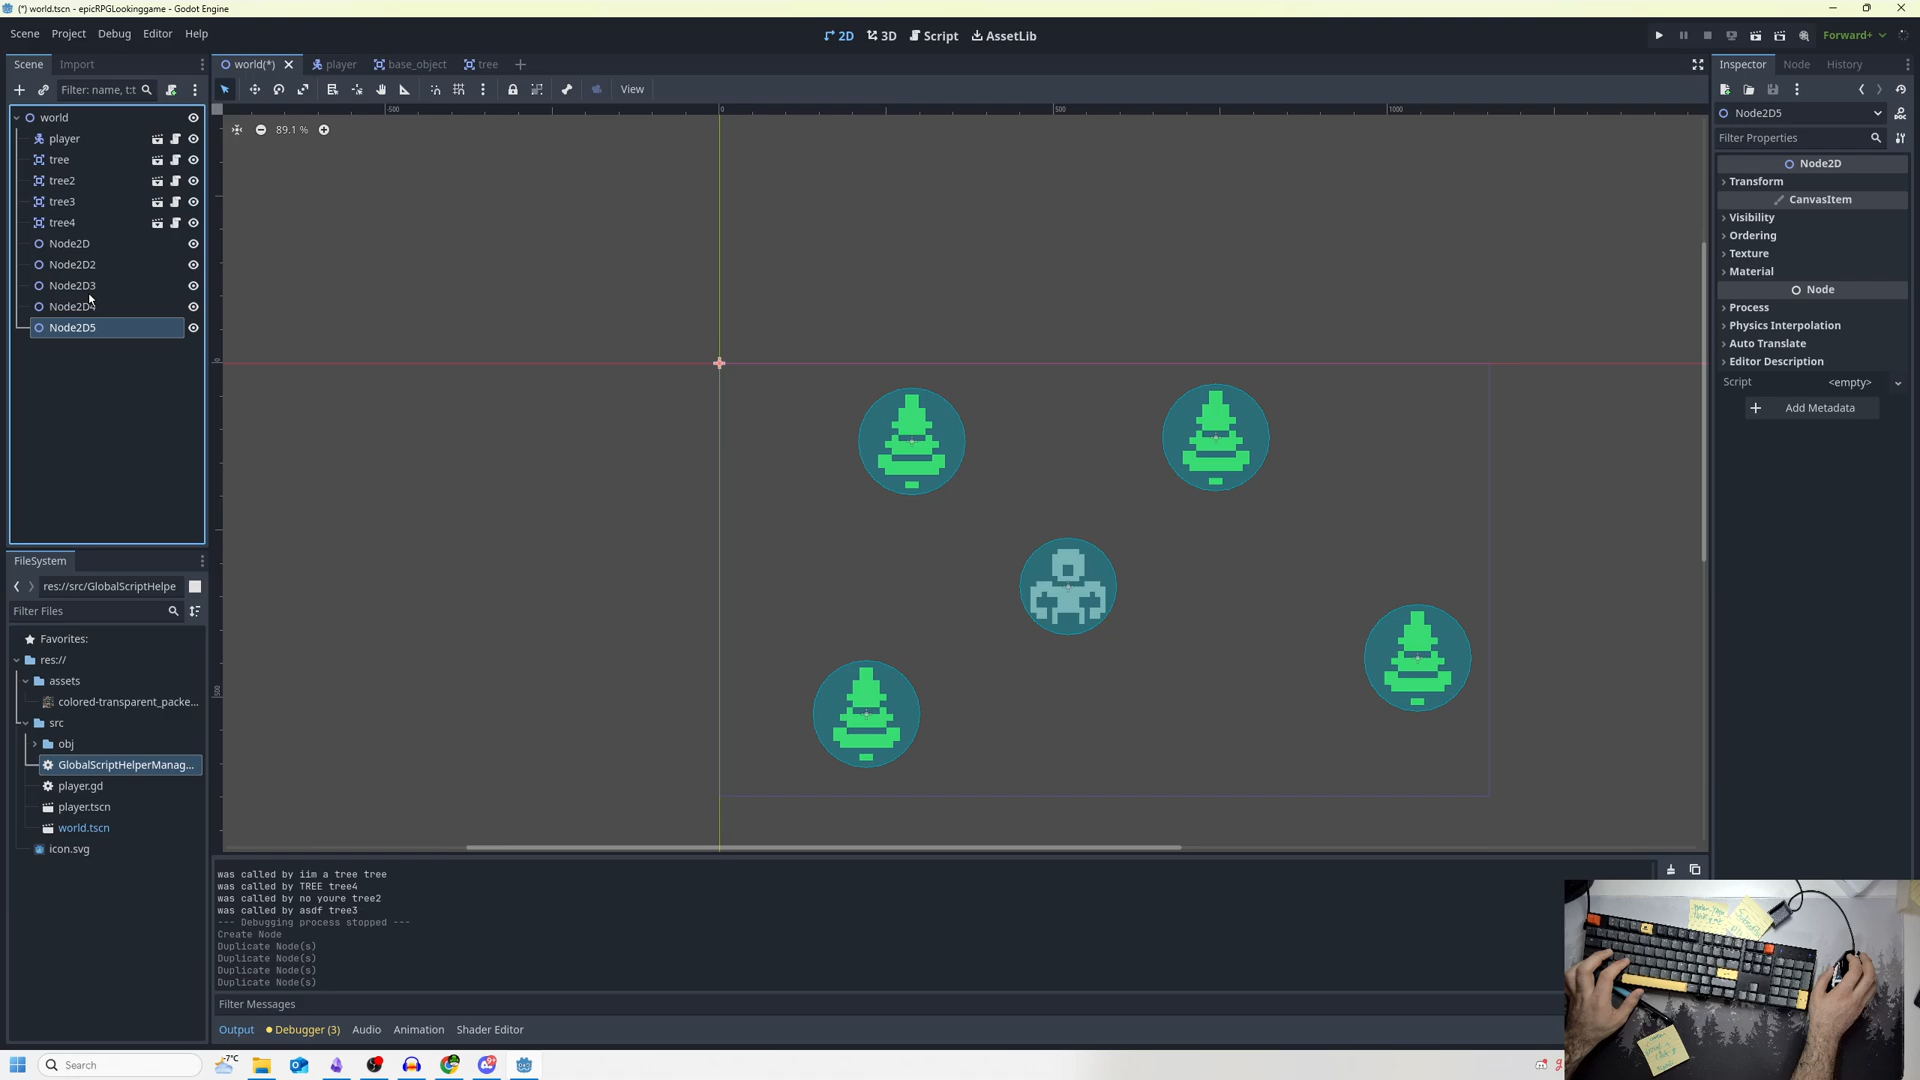 (*) world.tscn - epicRPGLookinggame - Godot Engine
Scene Project Debug Editor Help
2D 3D Script AssetLib
Forward+
Scene Import
world(*) player base_object tree
Inspector Node History
Filter: name, t:t
View
Node2D5
Filter Properties
89.1 %
-500 0 500 1000
0
500
world
player
tree
tree2
tree3
tree4
Node2D
Node2D2
Node2D3
Node2D4
Node2D5
Node2D
Transform
CanvasItem
Visibility
Ordering
Texture
Material
Node
Process
Physics Interpolation
Auto Translate
Editor Description
Script <empty>
Add Metadata
FileSystem
res://src/GlobalScriptHelpe
Filter Files
Favorites:
res://
assets
colored-transparent_packe...
src
obj
GlobalScriptHelperManag...
player.gd
player.tscn
world.tscn
icon.svg
was called by iim a tree tree
was called by TREE tree4
was called by no youre tree2
was called by asdf tree3
--- Debugging process stopped ---
Create Node
Duplicate Node(s)
Duplicate Node(s)
Duplicate Node(s)
Duplicate Node(s)
Filter Messages
Output Debugger (3) Audio Animation Shader Editor
Search
-7°C